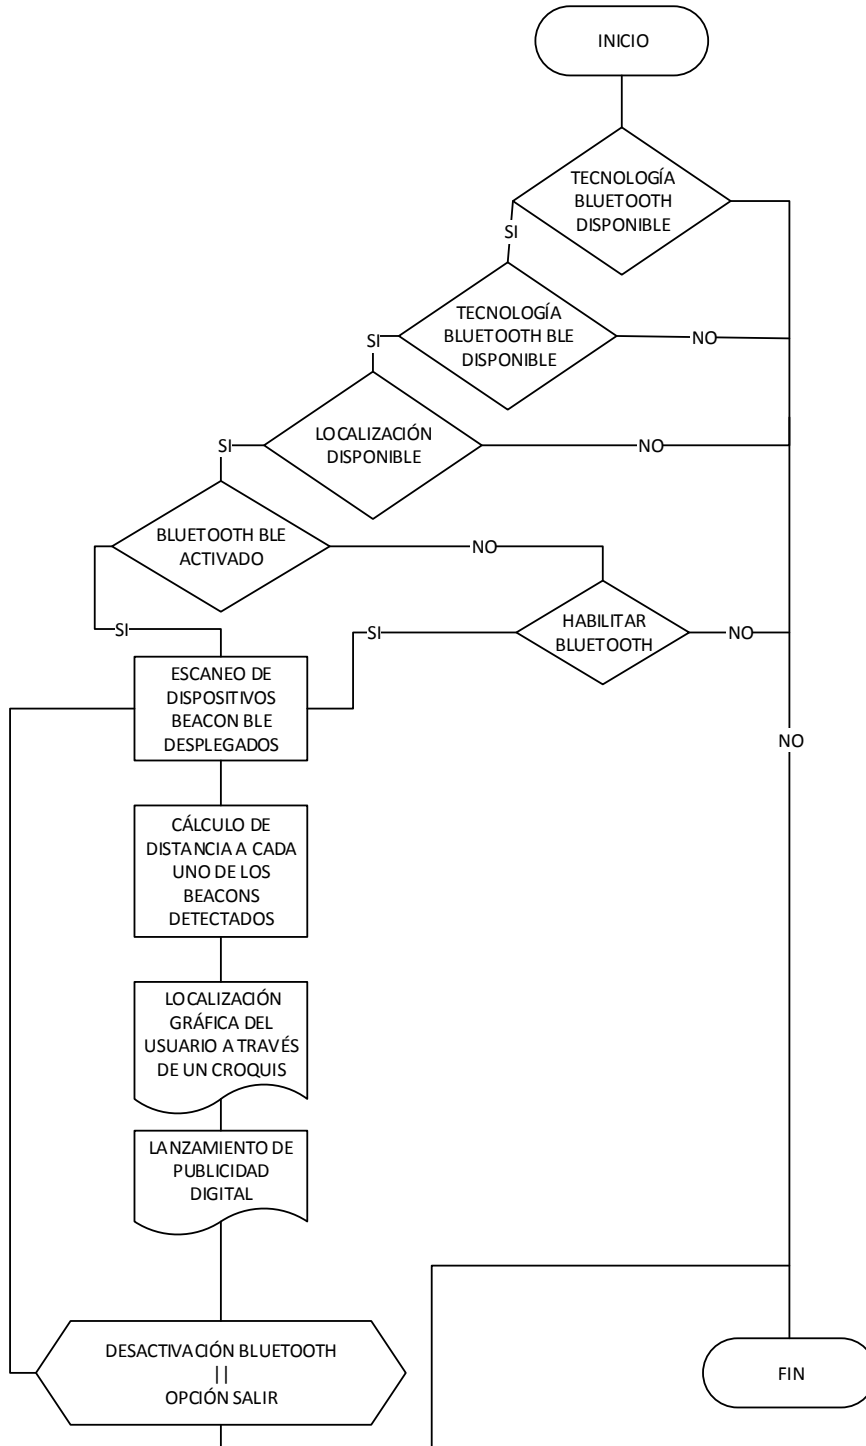 INICIO
TECNOLOGÍA
BLUETOOTH
DISPONIBLE
SI
TECNOLOGÍA
BLUETOOTH BLE
DISPONIBLE
SI
NO
LOCALIZACIÓN
DISPONIBLE
SI
NO
BLUETOOTH BLE
ACTIVADO
NO
SI
HABILITAR
BLUETOOTH
SI
NO
ESCANEO DE
DISPOSITIVOS
BEACON BLE
DESPLEGADOS
NO
CÁLCULO DE
DISTANCIA A CADA
UNO DE LOS
BEACONS
DETECTADOS
LOCALIZACIÓN
GRÁFICA DEL
USUARIO A TRAVÉS
DE UN CROQUIS
LANZAMIENTO DE
PUBLICIDAD
DIGITAL
DESACTIVACIÓN BLUETOOTH
||
OPCIÓN SALIR
FIN